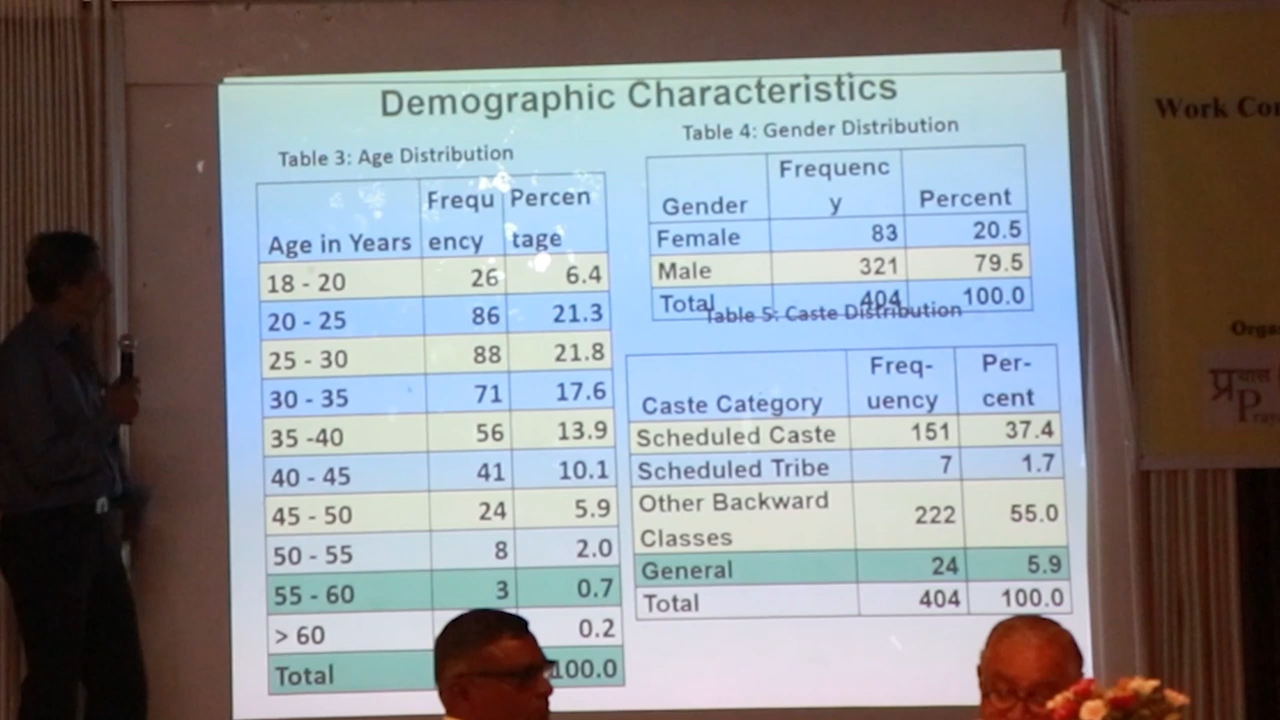 Demographic Characteristics
Table 3: Age Distribution
Age in Years Frequ ency Percen tage
18 - 20 26 6.4
20 - 25 86 21.3
25 - 30 88 21.8
30 - 35 71 17.6
35 -40 56 13.9
40 - 45 41 10.1
45 - 50 24 5.9
50 - 55 8 2.0
55 - 60 3 0.7
> 60 0.2
Total 100.0
Table 4: Gender Distribution
Gender Frequenc y Percent
Female 83 20.5
Male 321 79.5
Total 404 100.0
Table 5: Caste Distribution
Caste Category Freq- uency Per- cent
Scheduled Caste 151 37.4
Scheduled Tribe 7 1.7
Other Backward
Classes 222 55.0
General 24 5.9
Total 404 100.0
Work
प्रयास